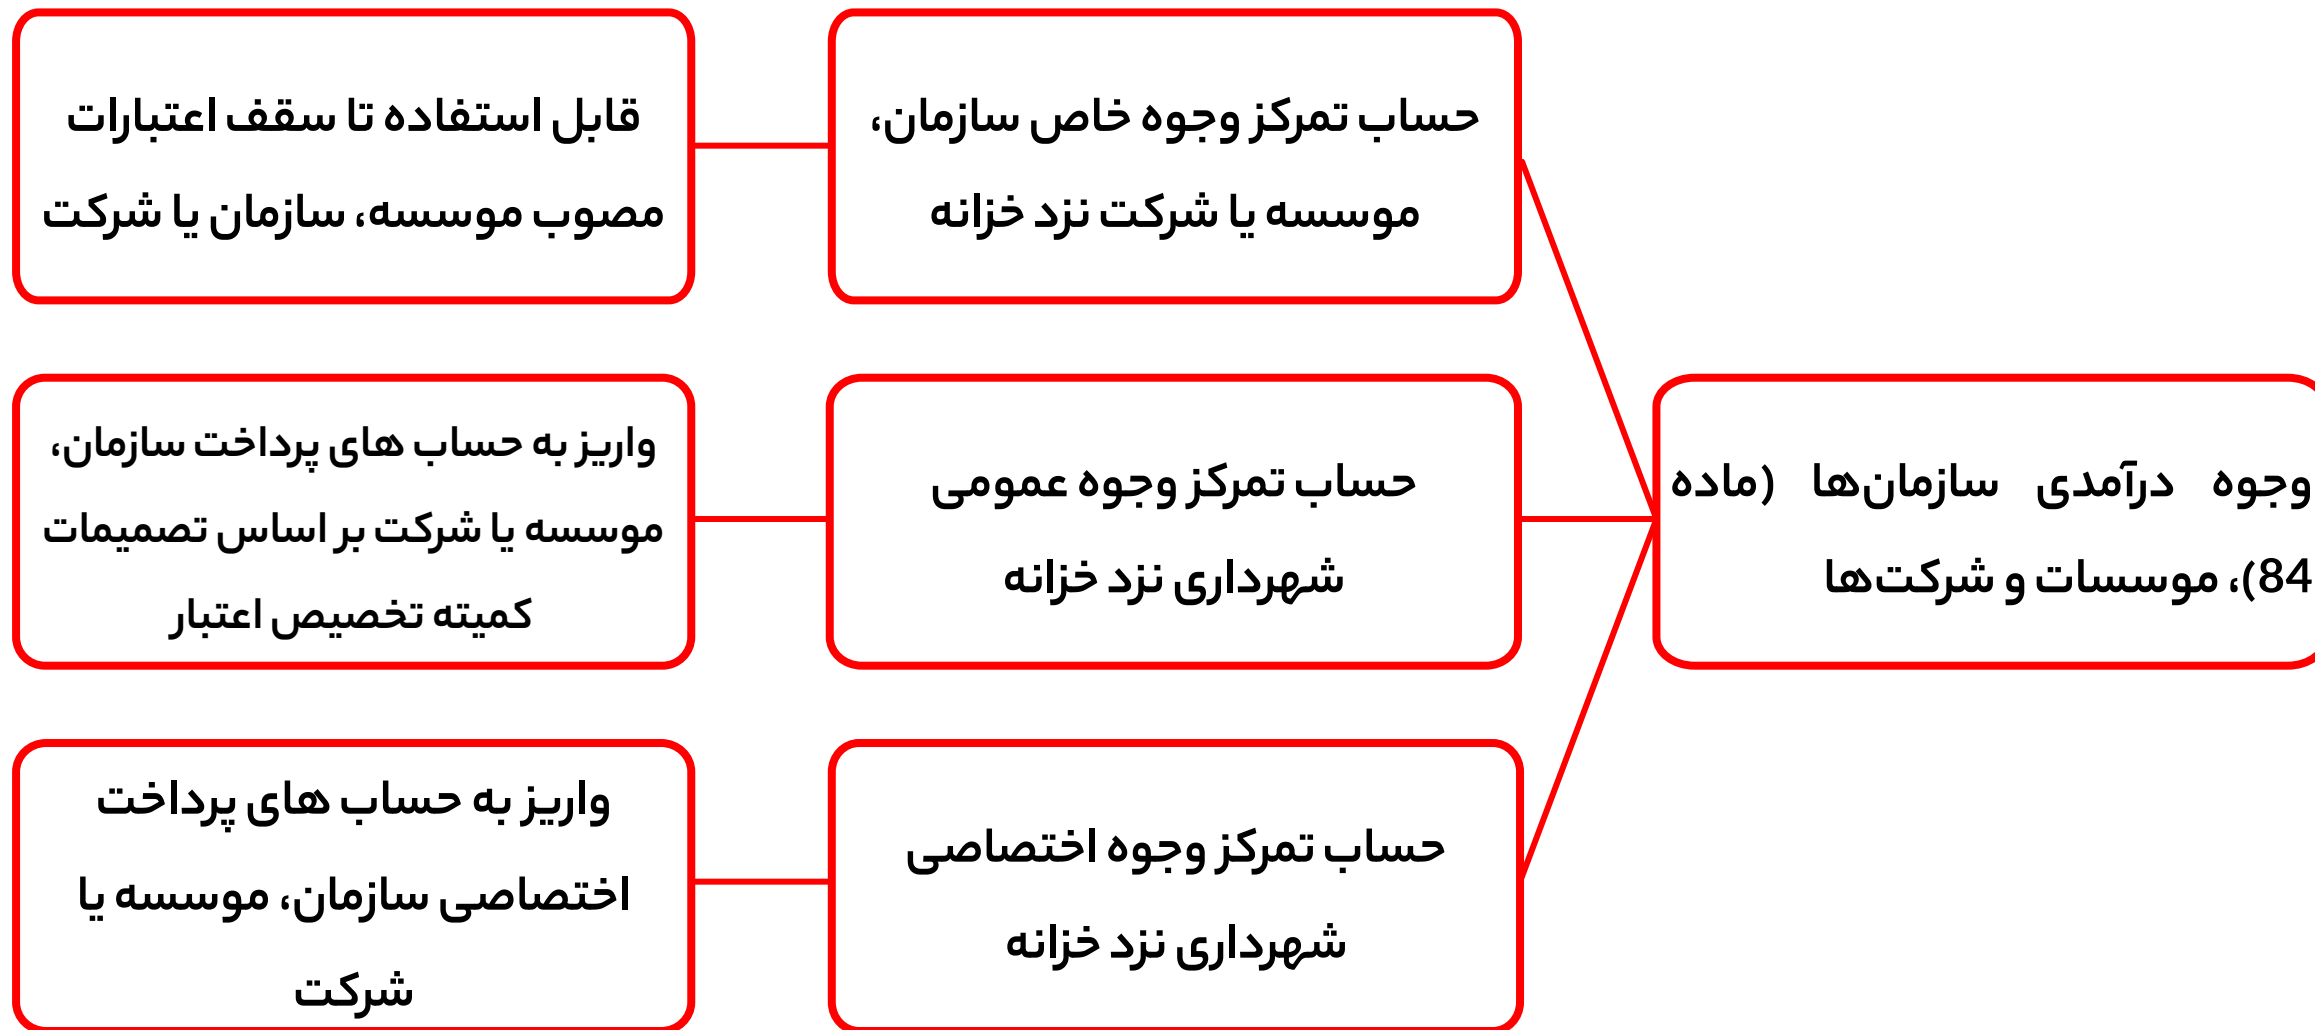 وجوه درآمدی سازمان‌ها (ماده
84)، موسسات و شرکت‌ها
حساب تمرکز وجوه خاص سازمان،
موسسه یا شرکت نزد خزانه
قابل استفاده تا سقف اعتبارات
مصوب موسسه، سازمان یا شرکت
حساب تمرکز وجوه عمومی
شهرداری نزد خزانه
واریز به حساب های پرداخت سازمان،
موسسه یا شرکت بر اساس تصمیمات
کمیته تخصیص اعتبار
حساب تمرکز وجوه اختصاصی
شهرداری نزد خزانه
واریز به حساب های پرداخت
اختصاصی سازمان، موسسه یا
شرکت